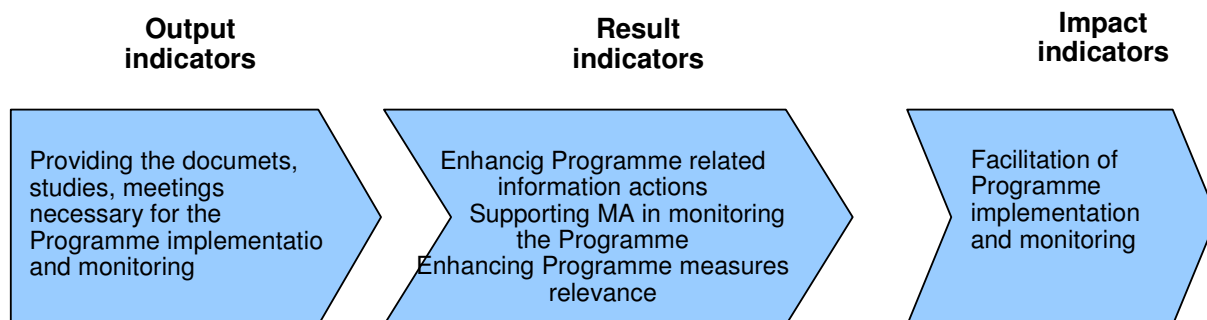 Output
indicators
Result
indicators
Impact
indicators
Providing the documets,
studies, meetings
necessary for the
Programme implementatio
and monitoring
Enhancig Programme related
information actions
Supporting MA in monitoring
the Programme
Enhancing Programme measures
relevance
Facilitation of
Programme
implementation
and monitoring